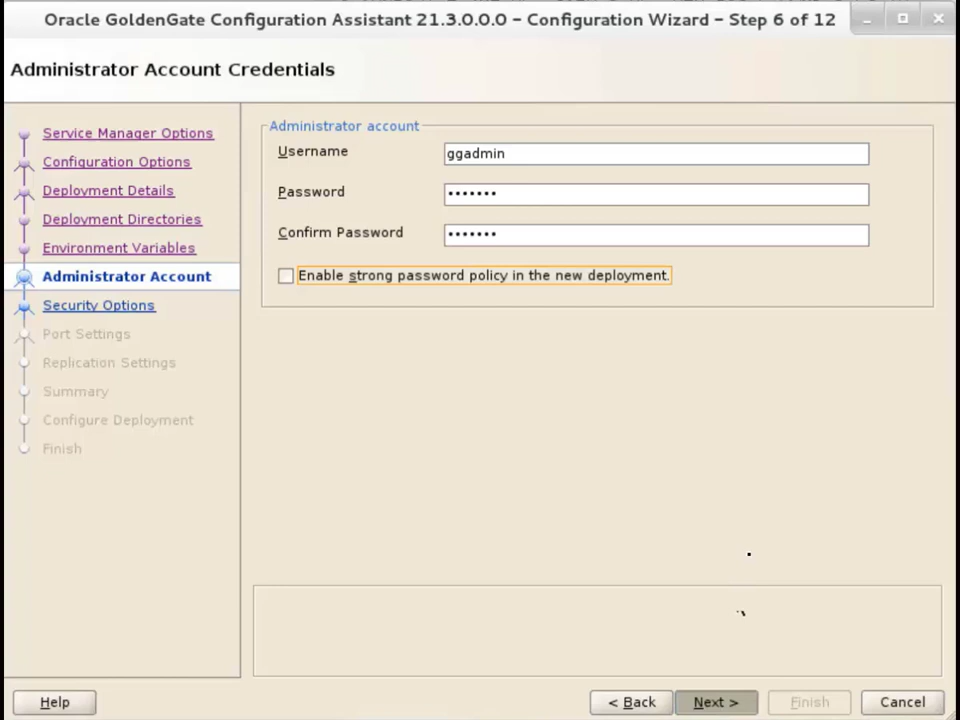 Oracle GoldenGate Configuration Assistant 21.3.0.0.0 – Configuration Wizard – Step 6 of 12
Administrator Account Credentials
Service Manager Options
Configuration Options
Deployment Details
Deployment Directories
Environment Variables
Administrator Account
Security Options
Port Settings
Replication Settings
Summary
Configure Deployment
Finish
Administrator account
Username
ggadmin
Password
•••••••
Confirm Password
•••••••
Enable strong password policy in the new deployment.
Help
< Back
Next >
Finish
Cancel